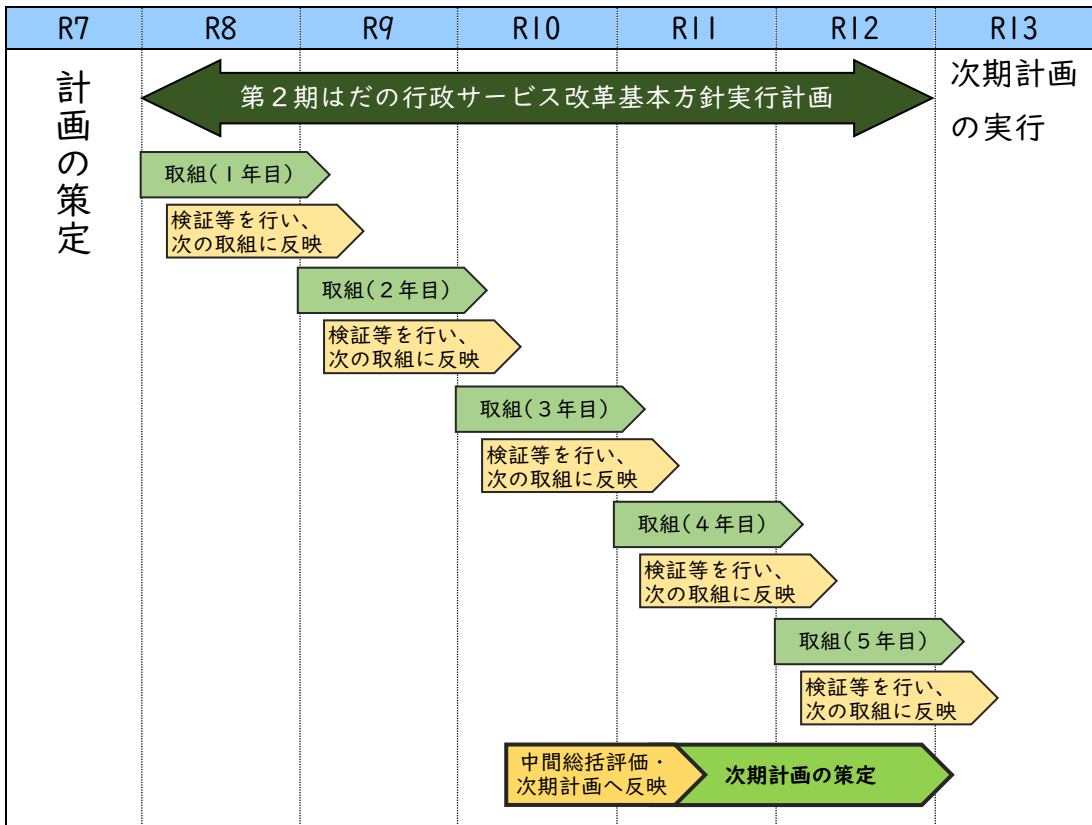 R7 R8 R9 R10 R11 R12 R13
計画の策定
第２期はだの行政サービス改革基本方針実行計画
次期計画
の実行
取組(１年目)
検証等を行い、
次の取組に反映
取組(２年目)
検証等を行い、
次の取組に反映
取組(３年目)
検証等を行い、
次の取組に反映
取組(４年目)
検証等を行い、
次の取組に反映
取組(５年目)
検証等を行い、
次の取組に反映
中間総括評価・
次期計画へ反映
次期計画の策定